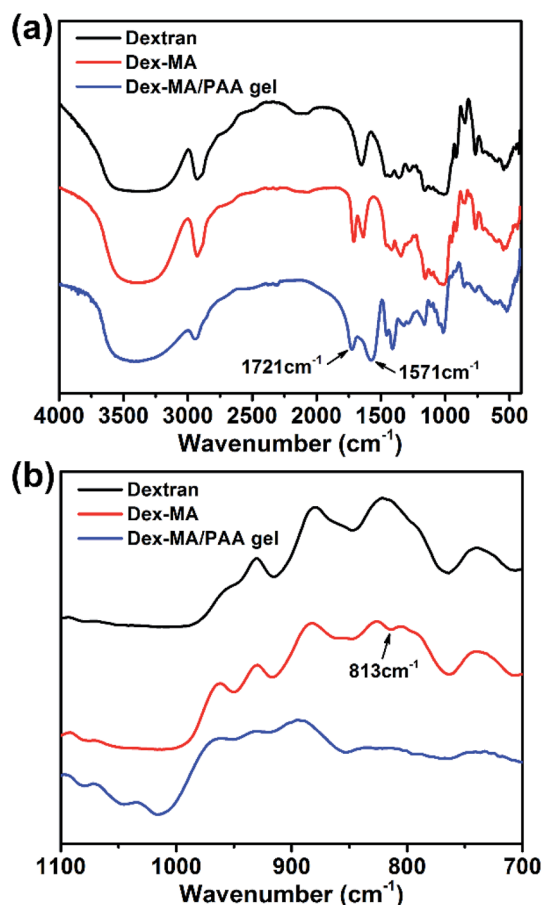 (a)
Dextran
Dex-MA
Dex-MA/PAA gel
1721cm⁻¹
1571cm⁻¹
4000 3500 3000 2500 2000 1500 1000 500
Wavenumber (cm⁻¹)
(b)
Dextran
Dex-MA
Dex-MA/PAA gel
813cm⁻¹
1100 1000 900 800 700
Wavenumber (cm⁻¹)